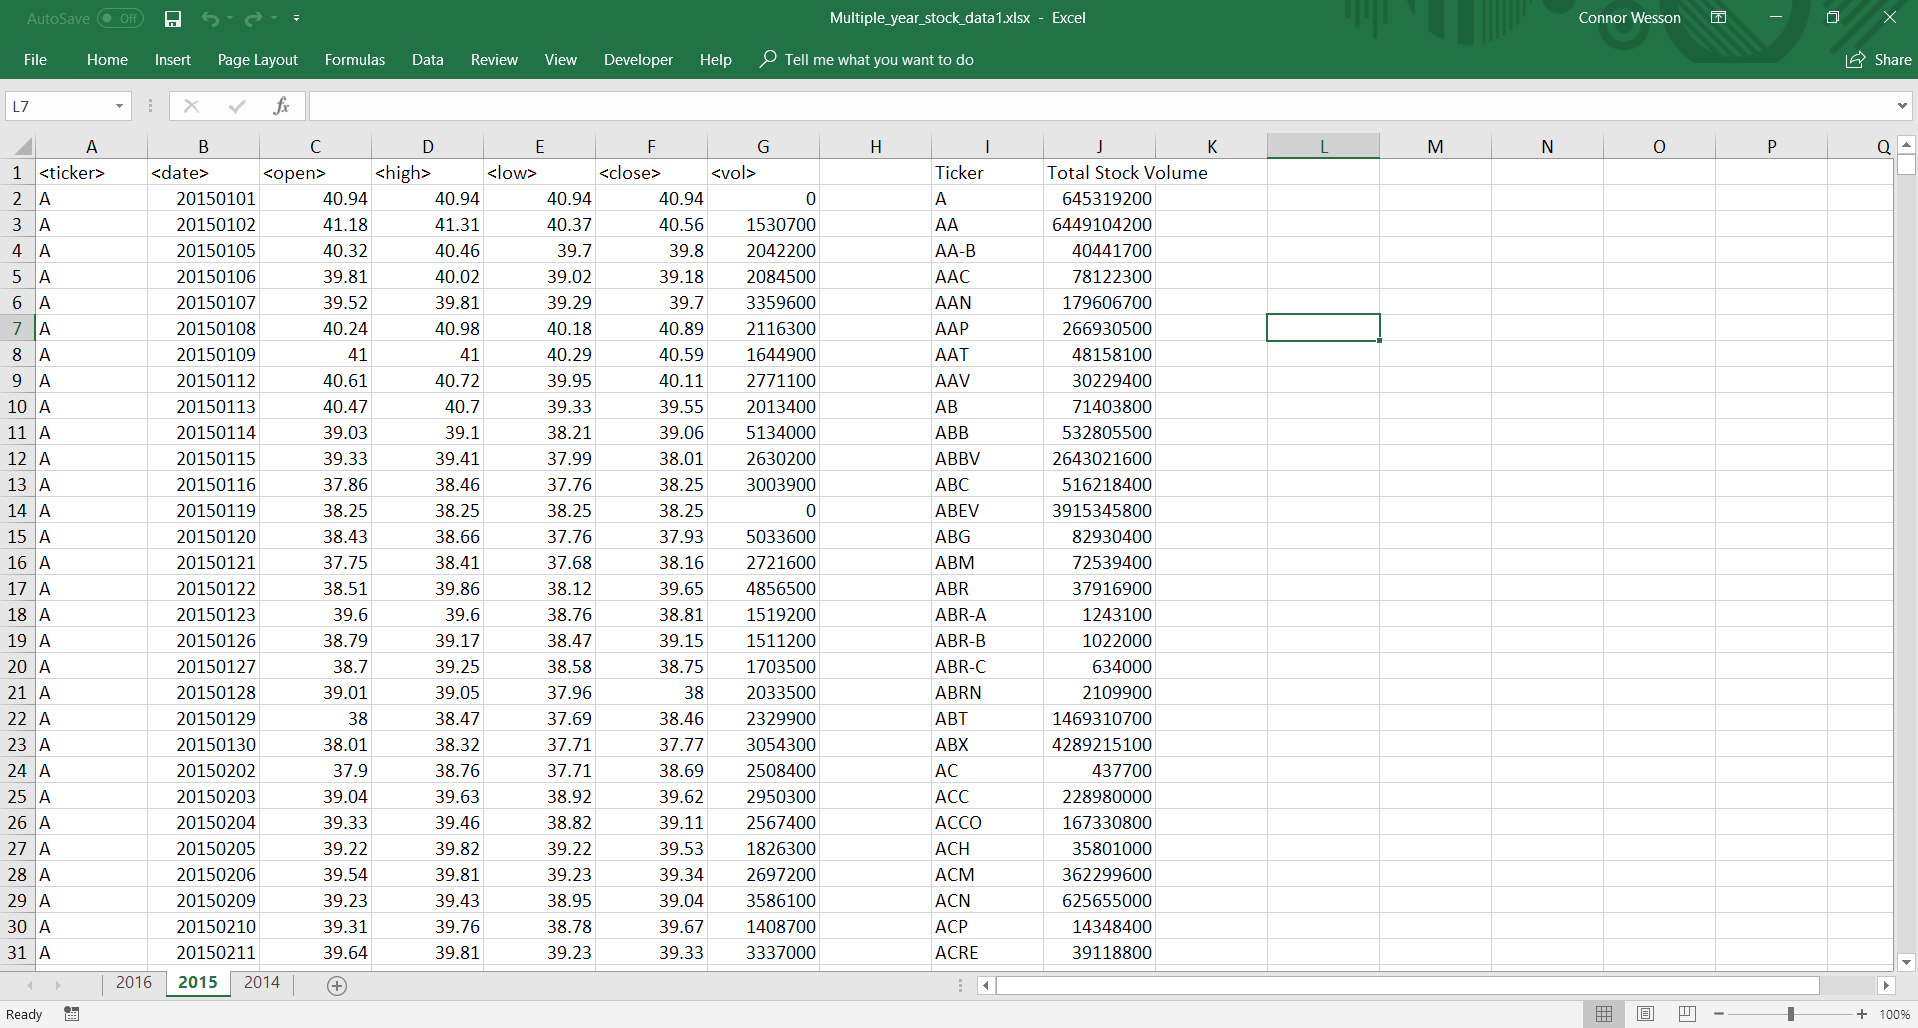 AutoSave Off Multiple_year_stock_data1.xlsx - Excel Connor Wesson
File Home Insert Page Layout Formulas Data Review View Developer Help Tell me what you want to do Share
L7 fx
A B C D E F G H I J K L M N O P Q
1 <ticker> <date> <open> <high> <low> <close> <vol> Ticker Total Stock Volume
2 A 20150101 40.94 40.94 40.94 40.94 0 A 645319200
3 A 20150102 41.18 41.31 40.37 40.56 1530700 AA 6449104200
4 A 20150105 40.32 40.46 39.7 39.8 2042200 AA-B 40441700
5 A 20150106 39.81 40.02 39.02 39.18 2084500 AAC 78122300
6 A 20150107 39.52 39.81 39.29 39.7 3359600 AAN 179606700
7 A 20150108 40.24 40.98 40.18 40.89 2116300 AAP 266930500
8 A 20150109 41 41 40.29 40.59 1644900 AAT 48158100
9 A 20150112 40.61 40.72 39.95 40.11 2771100 AAV 30229400
10 A 20150113 40.47 40.7 39.33 39.55 2013400 AB 71403800
11 A 20150114 39.03 39.1 38.21 39.06 5134000 ABB 532805500
12 A 20150115 39.33 39.41 37.99 38.01 2630200 ABBV 2643021600
13 A 20150116 37.86 38.46 37.76 38.25 3003900 ABC 516218400
14 A 20150119 38.25 38.25 38.25 38.25 0 ABEV 3915345800
15 A 20150120 38.43 38.66 37.76 37.93 5033600 ABG 82930400
16 A 20150121 37.75 38.41 37.68 38.16 2721600 ABM 72539400
17 A 20150122 38.51 39.86 38.12 39.65 4856500 ABR 37916900
18 A 20150123 39.6 39.6 38.76 38.81 1519200 ABR-A 1243100
19 A 20150126 38.79 39.17 38.47 39.15 1511200 ABR-B 1022000
20 A 20150127 38.7 39.25 38.58 38.75 1703500 ABR-C 634000
21 A 20150128 39.01 39.05 37.96 38 2033500 ABRN 2109900
22 A 20150129 38 38.47 37.69 38.46 2329900 ABT 1469310700
23 A 20150130 38.01 38.32 37.71 37.77 3054300 ABX 4289215100
24 A 20150202 37.9 38.76 37.71 38.69 2508400 AC 437700
25 A 20150203 39.04 39.63 38.92 39.62 2950300 ACC 228980000
26 A 20150204 39.33 39.46 38.82 39.11 2567400 ACCO 167330800
27 A 20150205 39.22 39.82 39.22 39.53 1826300 ACH 35801000
28 A 20150206 39.54 39.81 39.23 39.34 2697200 ACM 362299600
29 A 20150209 39.23 39.43 38.95 39.04 3586100 ACN 625655000
30 A 20150210 39.31 39.76 38.78 39.67 1408700 ACP 14348400
31 A 20150211 39.64 39.81 39.23 39.33 3337000 ACRE 39118800
2016 2015 2014
Ready 100%